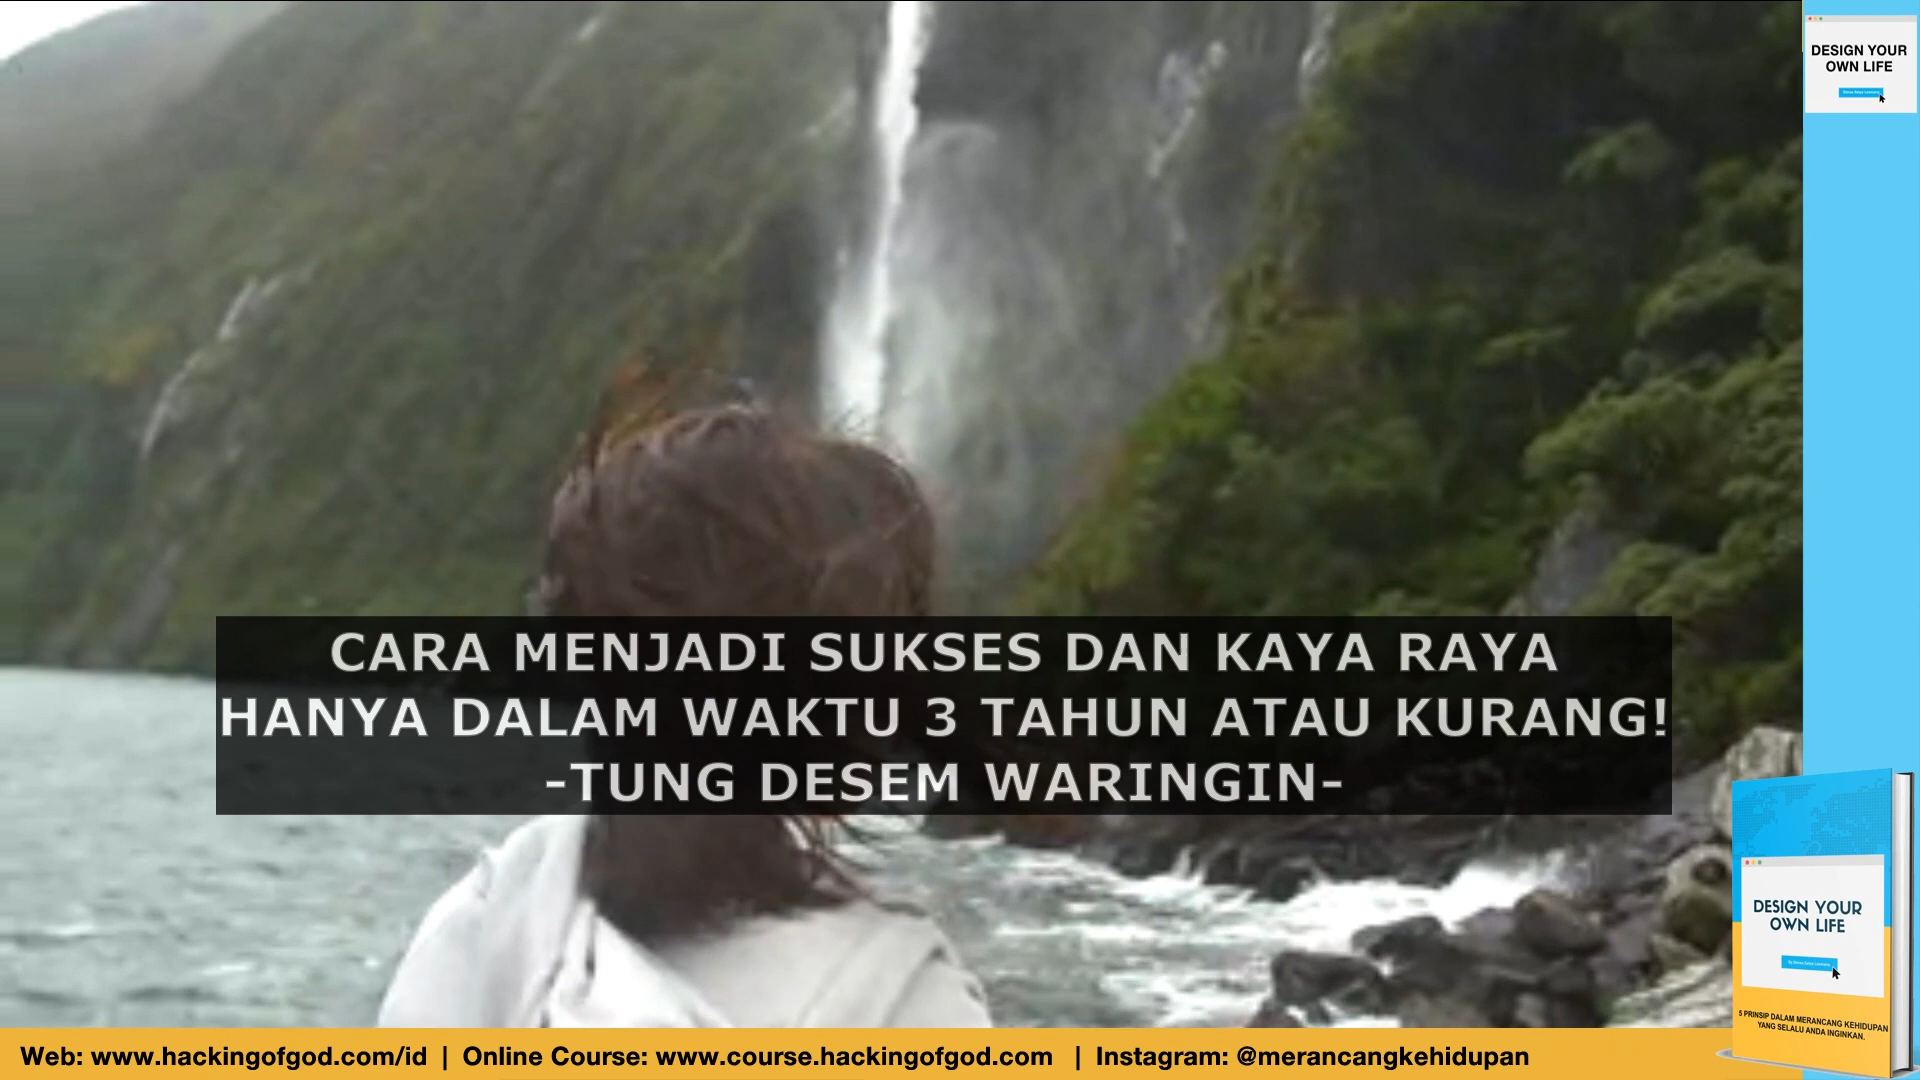 DESIGN YOUR
OWN LIFE
CARA MENJADI SUKSES DAN KAYA RAYA
HANYA DALAM WAKTU 3 TAHUN ATAU KURANG!
-TUNG DESEM WARINGIN-
DESIGN YOUR
OWN LIFE
5 PRINSIP DALAM MERANCANG KEHIDUPAN
YANG SELALU ANDA INGINKAN.
Web: www.hackingofgod.com/id | Online Course: www.course.hackingofgod.com | Instagram: @merancangkehidupan